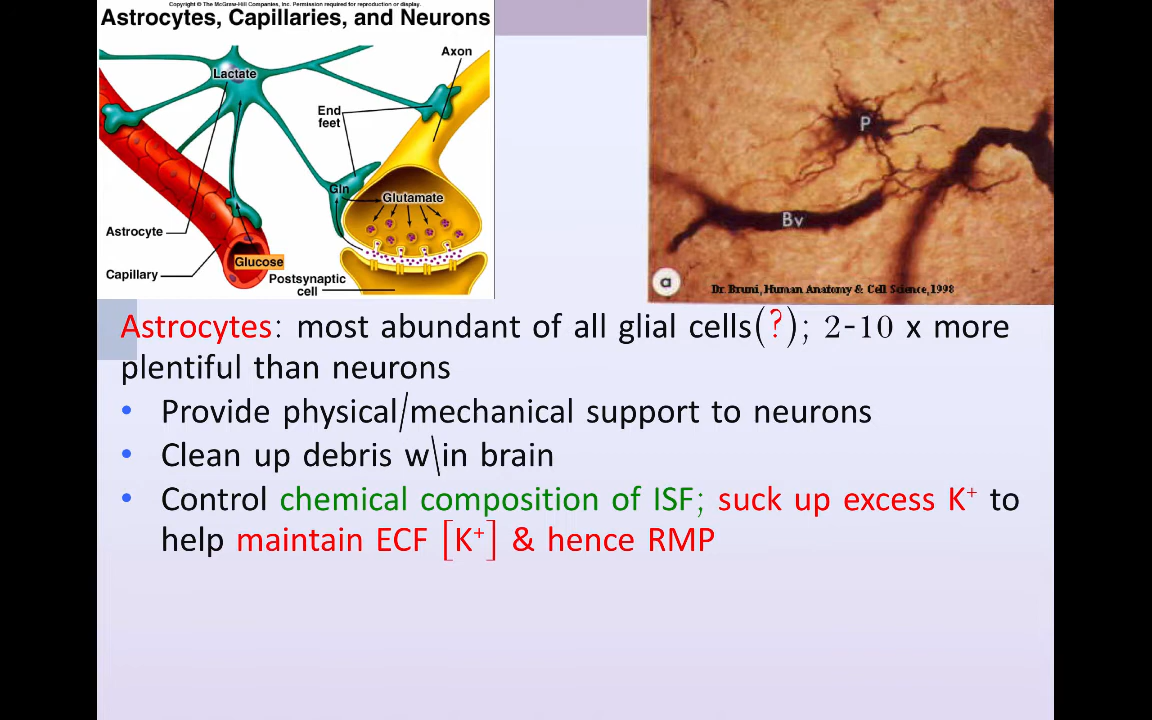 Copyright © The McGraw-Hill Companies, Inc. Permission required for reproduction or display.
Astrocytes, Capillaries, and Neurons
Lactate
Axon
End
feet
Gln
Glutamate
Astrocyte
Glucose
Capillary
Postsynaptic
cell
P
Bv
a
Dr. Bruni, Human Anatomy & Cell Science, 1998
Astrocytes: most abundant of all glial cells(?); 2-10 x more
plentiful than neurons
• Provide physical/mechanical support to neurons
• Clean up debris w\in brain
• Control chemical composition of ISF; suck up excess K⁺ to
help maintain ECF [K⁺] & hence RMP